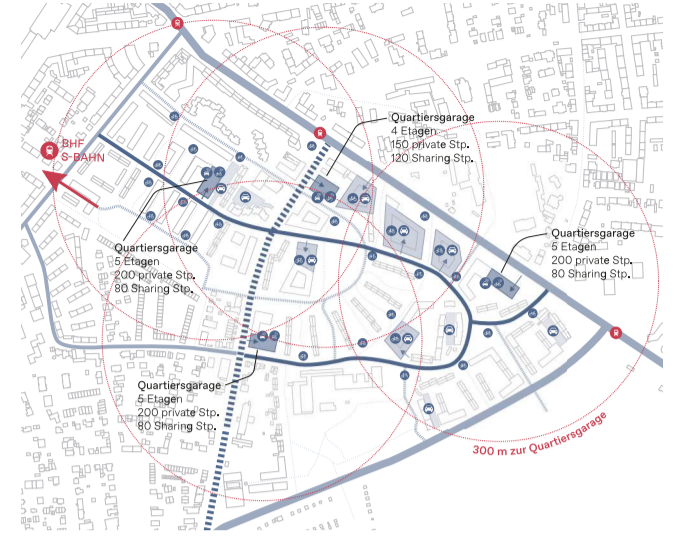 BHF
S-BAHN
Quartiersgarage
4 Etagen
150 private Stp.
120 Sharing Stp.
Quartiersgarage
5 Etagen
200 private Stp.
80 Sharing Stp.
Quartiersgarage
5 Etagen
200 private Stp.
80 Sharing Stp.
Quartiersgarage
5 Etagen
200 private Stp.
80 Sharing Stp.
300 m zur Quartiersgarage